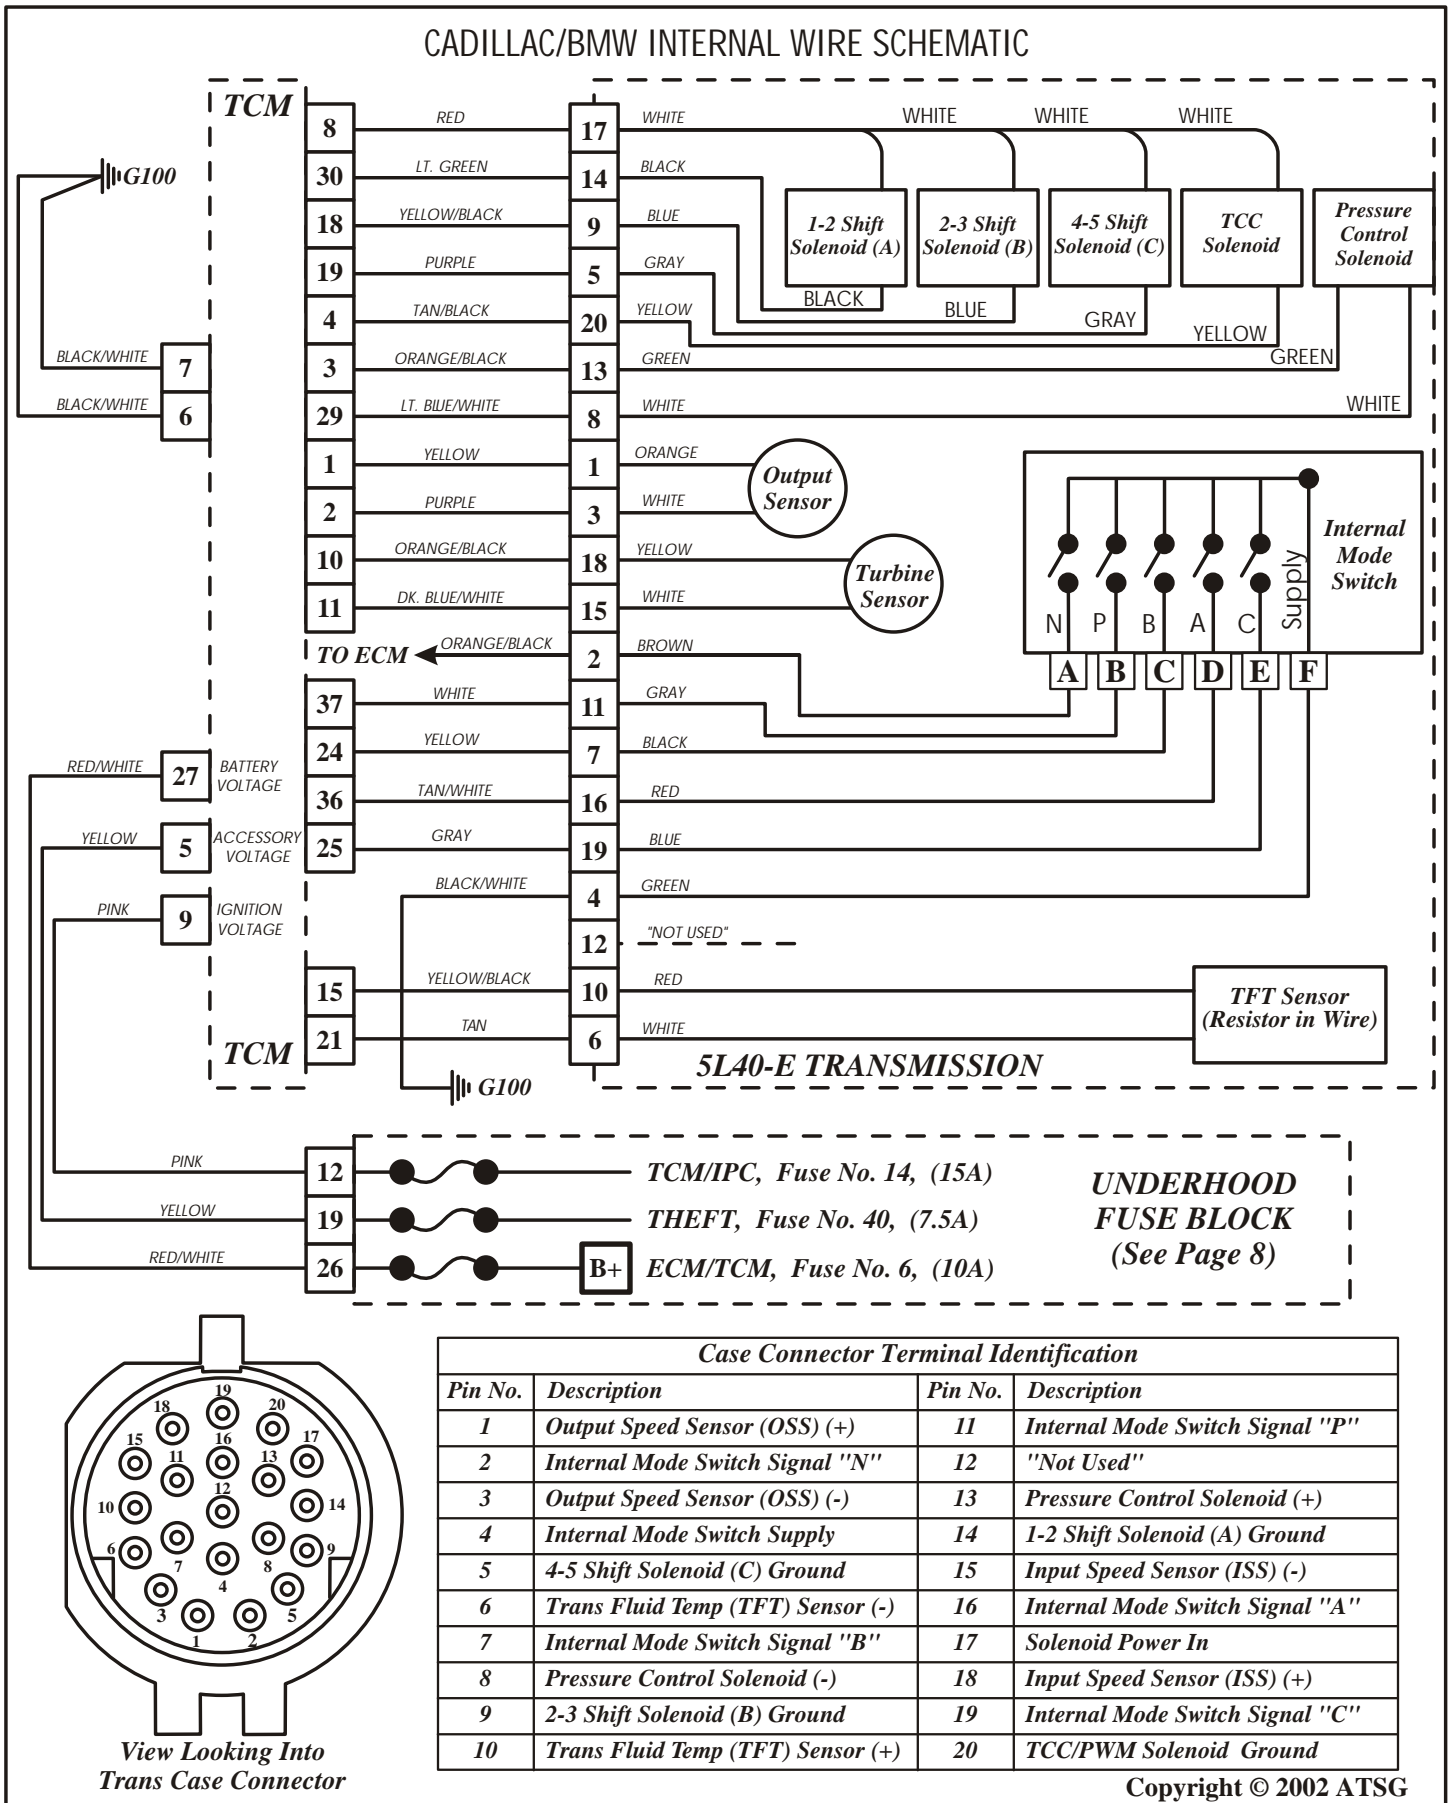 CADILLAC/BMW INTERNAL WIRE SCHEMATIC
TCM
8 RED 17 WHITE WHITE WHITE WHITE
G100
30 LT. GREEN 14 BLACK
18 YELLOW/BLACK 9 BLUE
19 PURPLE 5 GRAY
4 TAN/BLACK 20 YELLOW
1-2 Shift Solenoid (A)
2-3 Shift Solenoid (B)
4-5 Shift Solenoid (C)
TCC Solenoid
Pressure Control Solenoid
BLACK
BLUE
GRAY
YELLOW
BLACK/WHITE 7
3 ORANGE/BLACK 13 GREEN GREEN
BLACK/WHITE 6
29 LT. BLUE/WHITE 8 WHITE WHITE
1 YELLOW 1 ORANGE
2 PURPLE 3 WHITE
Output Sensor
10 ORANGE/BLACK 18 YELLOW
11 DK. BLUE/WHITE 15 WHITE
Turbine Sensor
Internal Mode Switch
N P B A C Supply
A B C D E F
TO ECM ORANGE/BLACK 2 BROWN
37 WHITE 11 GRAY
24 YELLOW 7 BLACK
RED/WHITE 27 BATTERY VOLTAGE
36 TAN/WHITE 16 RED
YELLOW 5 ACCESSORY VOLTAGE
25 GRAY 19 BLUE
BLACK/WHITE 4 GREEN
PINK 9 IGNITION VOLTAGE
12 "NOT USED"
15 YELLOW/BLACK 10 RED
21 TAN 6 WHITE
TFT Sensor
(Resistor in Wire)
TCM
5L40-E TRANSMISSION
G100
PINK 12 TCM/IPC, Fuse No. 14, (15A)
YELLOW 19 THEFT, Fuse No. 40, (7.5A)
RED/WHITE 26 B+ ECM/TCM, Fuse No. 6, (10A)
UNDERHOOD
FUSE BLOCK
(See Page 8)
19
18 20
15 16 17
11 13
10 12 14
6 7 8 9
4
3 5
1 2
View Looking Into
Trans Case Connector
Case Connector Terminal Identification
Pin No. Description Pin No. Description
1 Output Speed Sensor (OSS) (+) 11 Internal Mode Switch Signal "P"
2 Internal Mode Switch Signal "N" 12 "Not Used"
3 Output Speed Sensor (OSS) (-) 13 Pressure Control Solenoid (+)
4 Internal Mode Switch Supply 14 1-2 Shift Solenoid (A) Ground
5 4-5 Shift Solenoid (C) Ground 15 Input Speed Sensor (ISS) (-)
6 Trans Fluid Temp (TFT) Sensor (-) 16 Internal Mode Switch Signal "A"
7 Internal Mode Switch Signal "B" 17 Solenoid Power In
8 Pressure Control Solenoid (-) 18 Input Speed Sensor (ISS) (+)
9 2-3 Shift Solenoid (B) Ground 19 Internal Mode Switch Signal "C"
10 Trans Fluid Temp (TFT) Sensor (+) 20 TCC/PWM Solenoid Ground
Copyright © 2002 ATSG